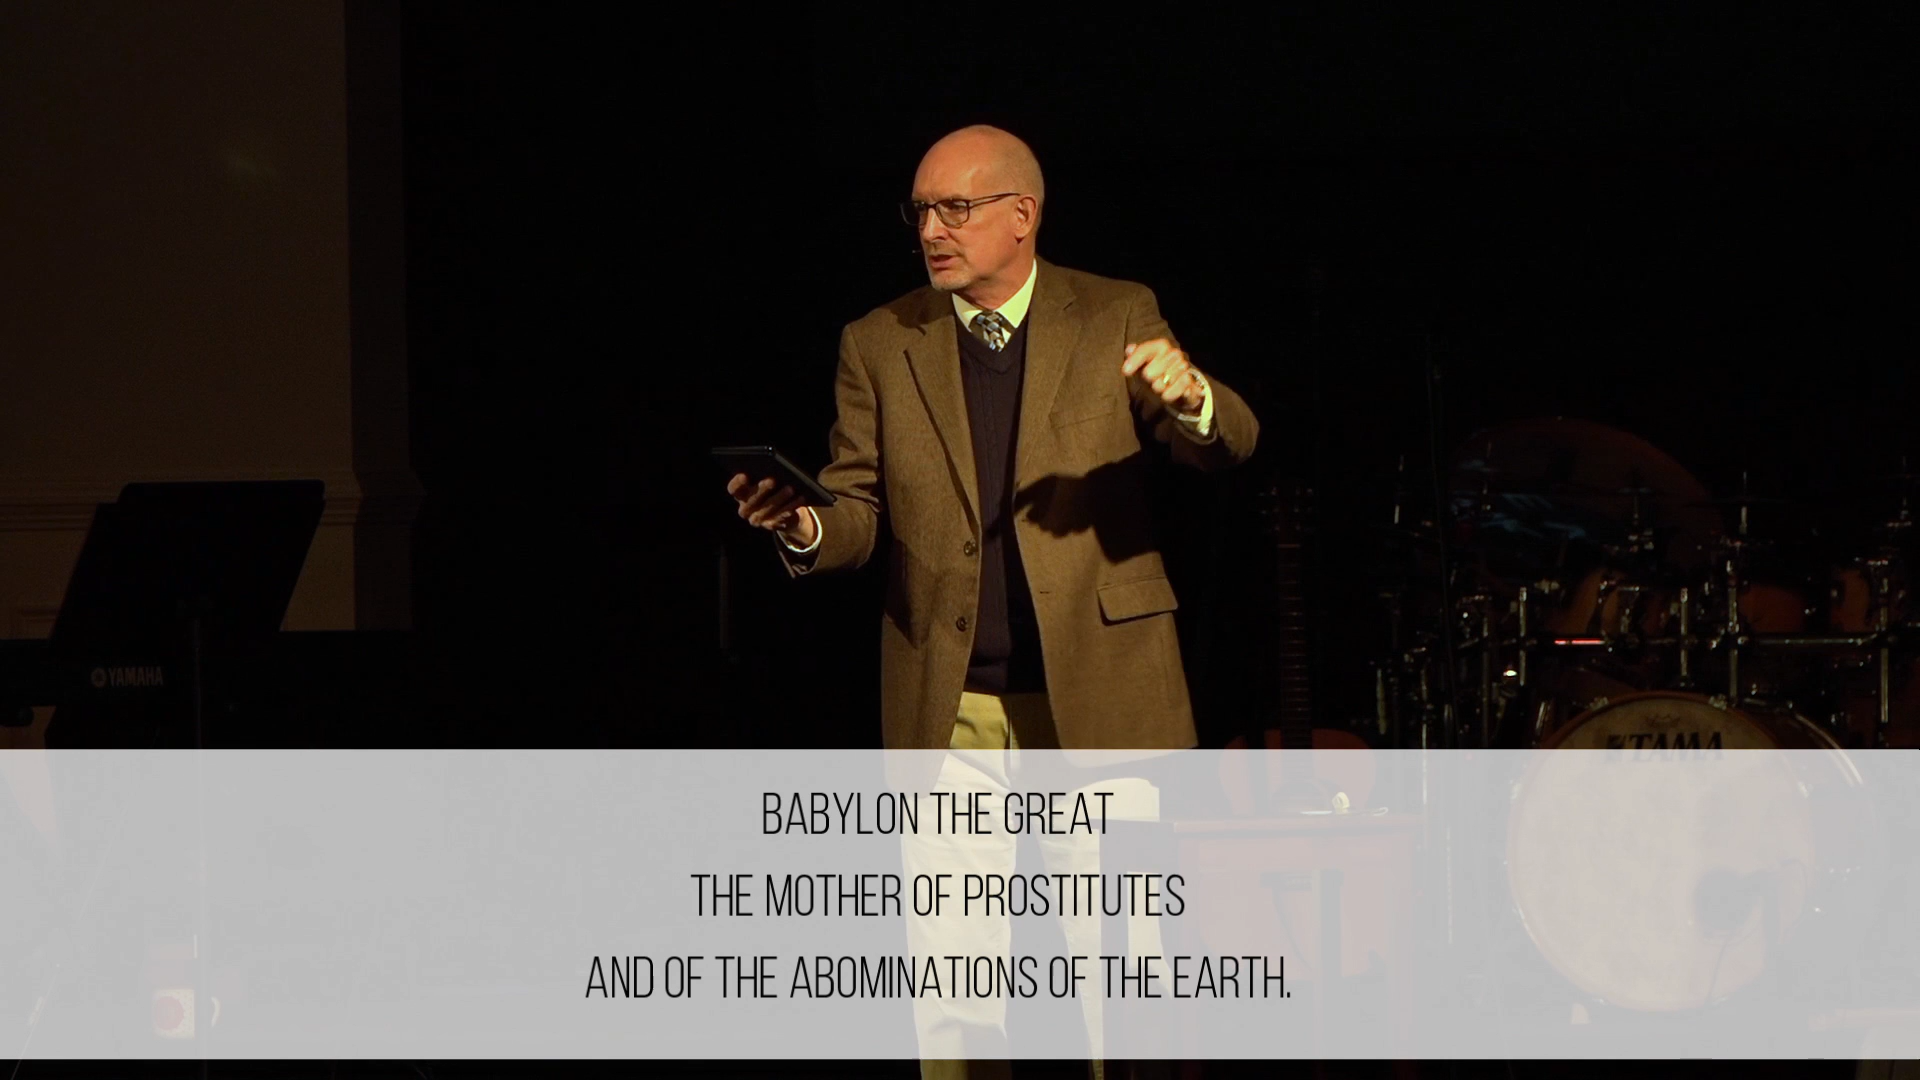 YAMAHA
TAMA
BABYLON THE GREAT
THE MOTHER OF PROSTITUTES
AND OF THE ABOMINATIONS OF THE EARTH.